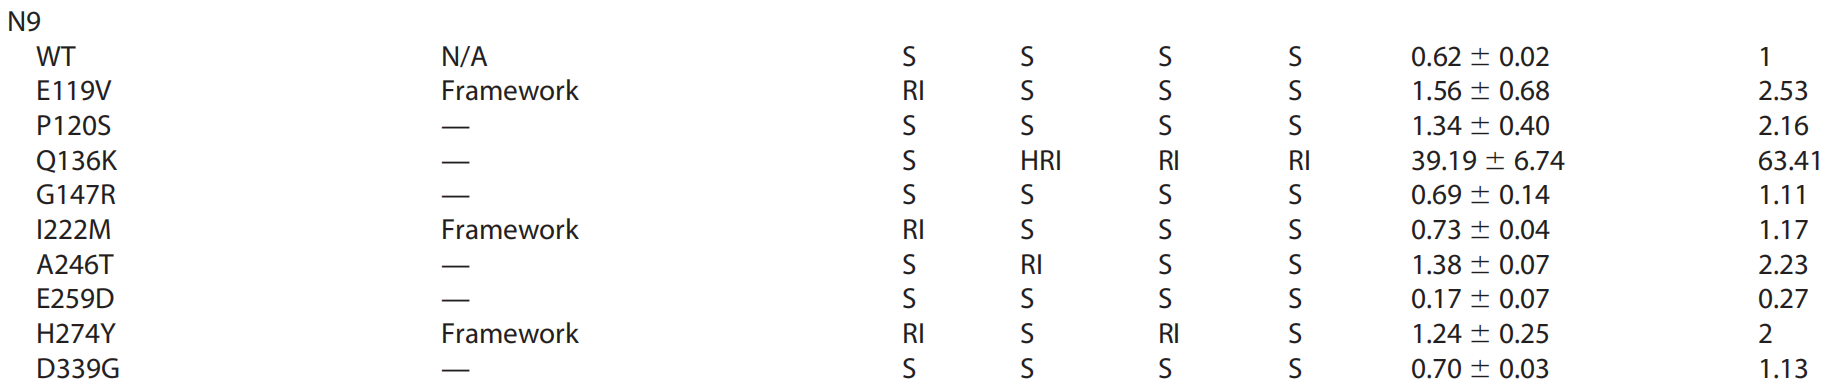 N9
WT N/A S S S S 0.62 ± 0.02 1
E119V Framework RI S S S 1.56 ± 0.68 2.53
P120S — S S S S 1.34 ± 0.40 2.16
Q136K — S HRI RI RI 39.19 ± 6.74 63.41
G147R — S S S S 0.69 ± 0.14 1.11
I222M Framework RI S S S 0.73 ± 0.04 1.17
A246T — S RI S S 1.38 ± 0.07 2.23
E259D — S S S S 0.17 ± 0.07 0.27
H274Y Framework RI S RI S 1.24 ± 0.25 2
D339G — S S S S 0.70 ± 0.03 1.13